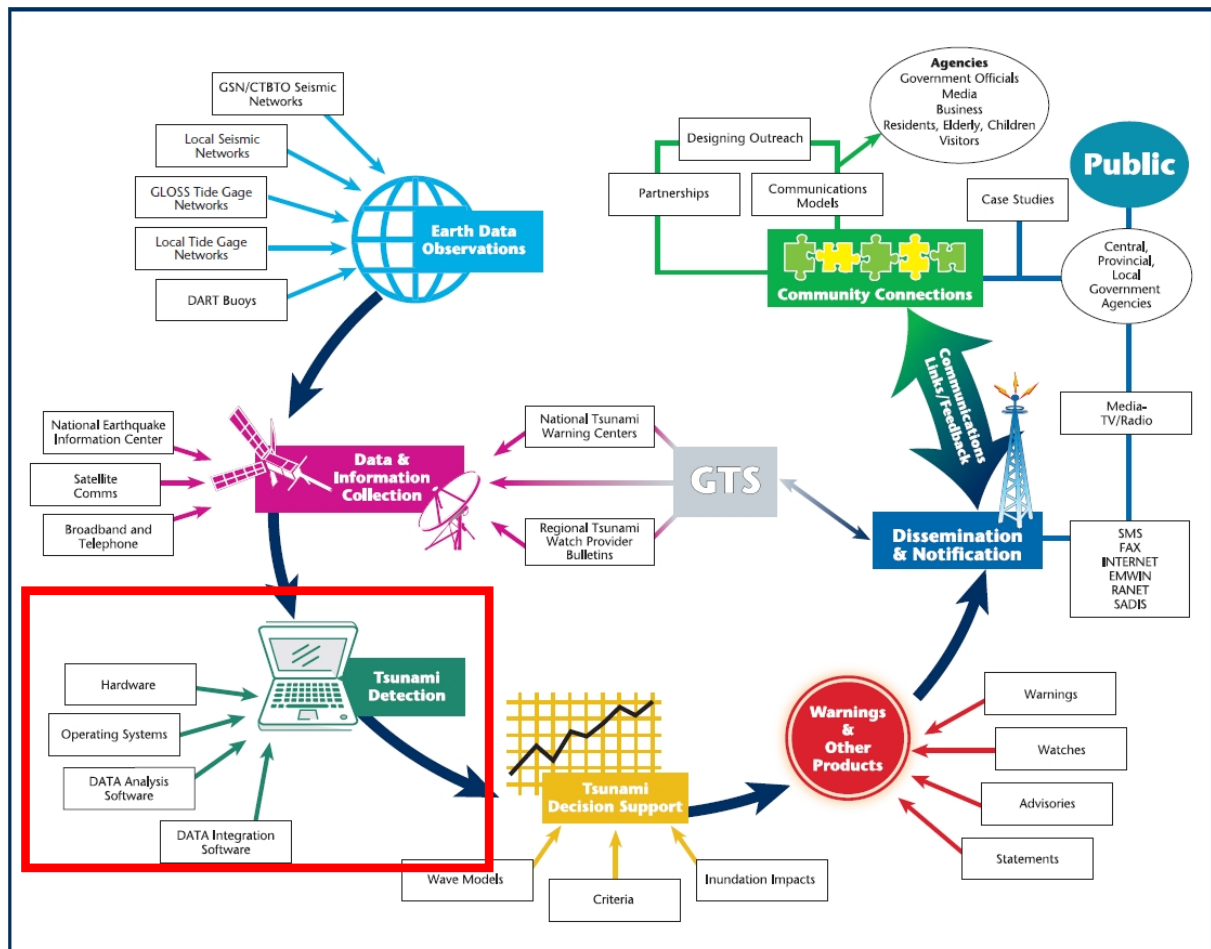 GSN/CTBTO Seismic
Networks
Local Seismic
Networks
GLOSS Tide Gage
Networks
Local Tide Gage
Networks
DART Buoys
Earth Data
Observations
Agencies
Government Officials
Media
Business
Residents, Elderly, Children
Visitors
Designing Outreach
Partnerships
Communications
Models
Community Connections
Case Studies
Public
Central,
Provincial,
Local
Government
Agencies
Communications
Links/Feedback
Media-
TV/Radio
National Earthquake
Information Center
Satellite
Comms
Broadband and
Telephone
Data &
Information
Collection
National Tsunami
Warning Centers
Regional Tsunami
Watch Provider
Bulletins
GTS
Dissemination
& Notification
SMS
FAX
INTERNET
EMWIN
RANET
SADIS
Hardware
Operating Systems
DATA Analysis
Software
DATA Integration
Software
Tsunami
Detection
Tsunami
Decision Support
Wave Models
Criteria
Inundation Impacts
Warnings
&
Other
Products
Warnings
Watches
Advisories
Statements